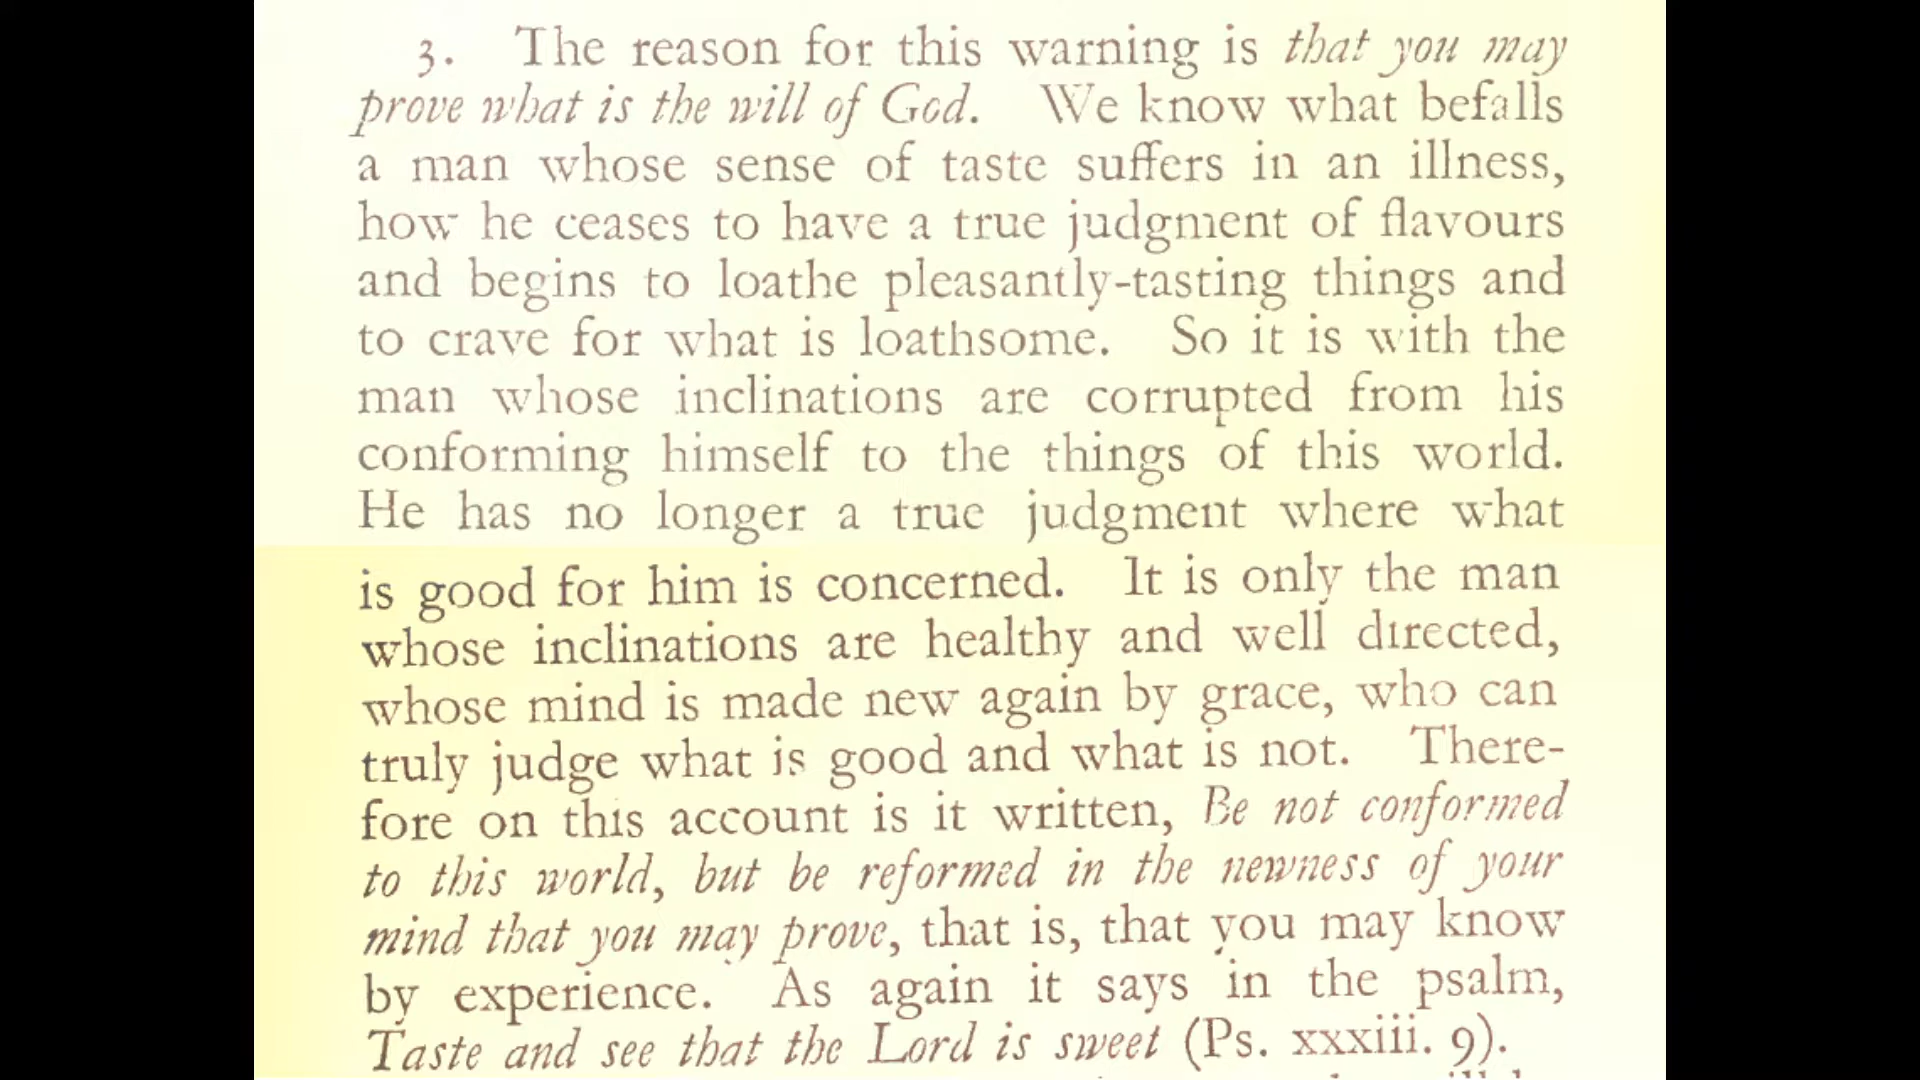 3. The reason for this warning is that you may
prove what is the will of God. We know what befalls
a man whose sense of taste suffers in an illness,
how he ceases to have a true judgment of flavours
and begins to loathe pleasantly-tasting things and
to crave for what is loathsome. So it is with the
man whose inclinations are corrupted from his
conforming himself to the things of this world.
He has no longer a true judgment where what
is good for him is concerned. It is only the man
whose inclinations are healthy and well directed,
whose mind is made new again by grace, who can
truly judge what is good and what is not. There-
fore on this account is it written, Be not conformed
to this world, but be reformed in the newness of your
mind that you may prove, that is, that you may know
by experience. As again it says in the psalm,
Taste and see that the Lord is sweet (Ps. xxxiii. 9).